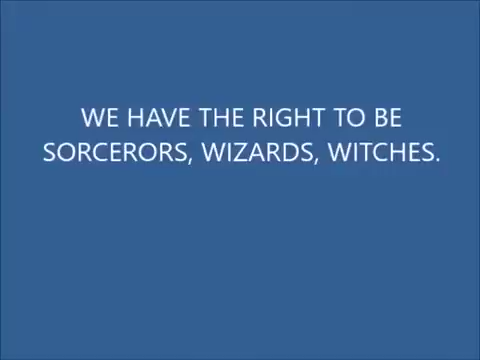 WE HAVE THE RIGHT TO BE
SORCERORS, WIZARDS, WITCHES.